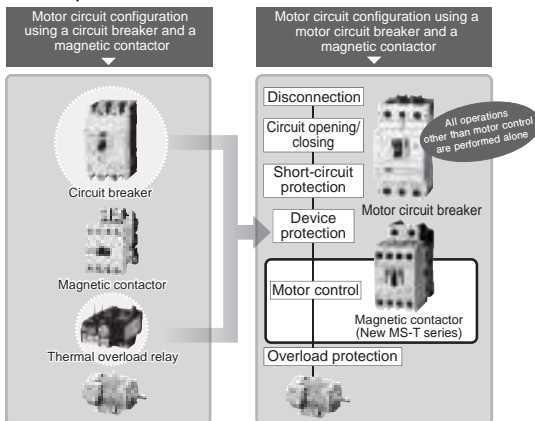 Motor circuit configuration
using a circuit breaker and a
magnetic contactor
Motor circuit configuration using a
motor circuit breaker and a
magnetic contactor
Circuit breaker
Magnetic contactor
Thermal overload relay
Disconnection
Circuit opening/
closing
Short-circuit
protection
Device
protection
Motor control
Overload protection
All operations
other than motor control
are performed alone
Motor circuit breaker
Magnetic contactor
(New MS-T series)